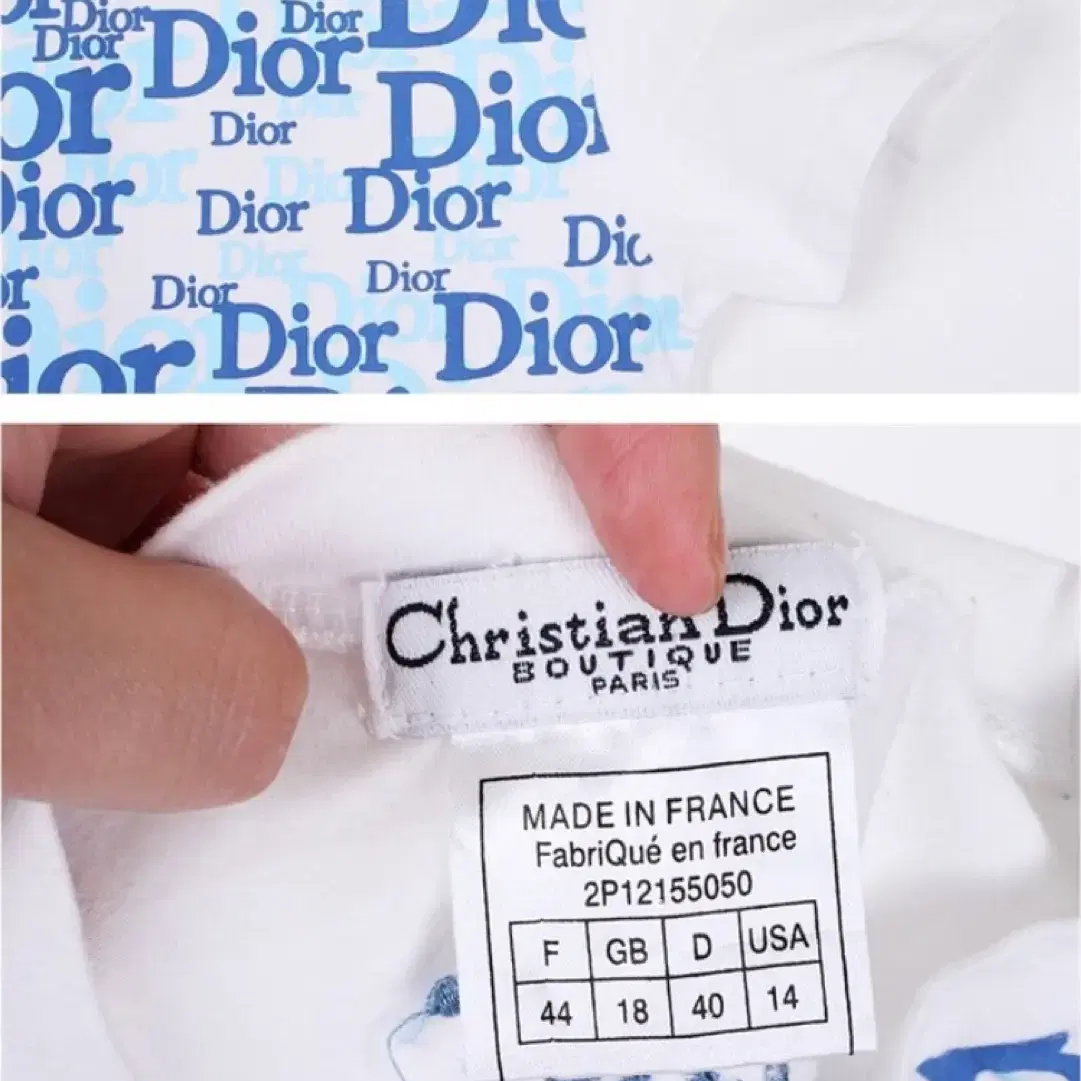 Dior Dior
Dior Dior
Dior Dior
Dior
Dior Dior Dior
Dior Dior
Dior Dior
Christian Dior
BOUTIQUE
PARIS
MADE IN FRANCE
FabriQué en france
2P12155050
F GB D USA
44 18 40 14